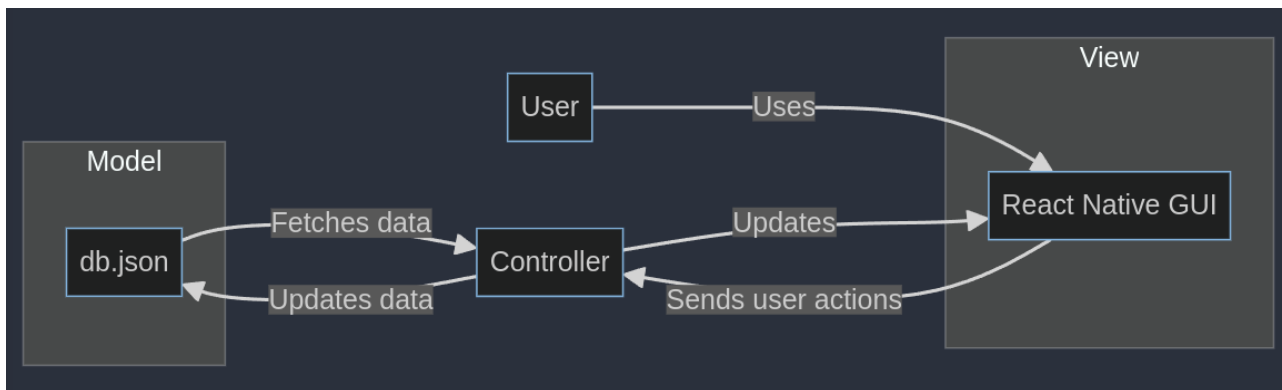 View
User
Uses
Model
React Native GUI
Fetches data
Updates
db.json
Controller
Updates data
Sends user actions